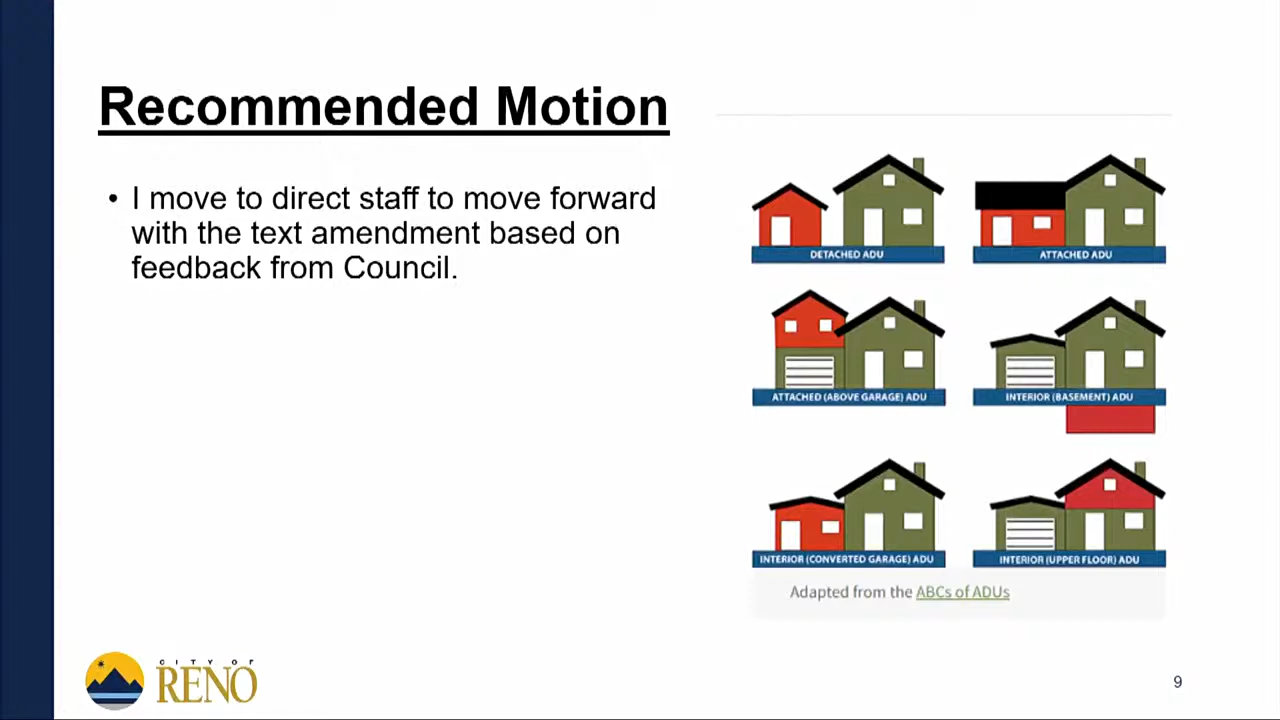 Recommended Motion
• I move to direct staff to move forward
with the text amendment based on
feedback from Council.
DETACHED ADU
ATTACHED ADU
ATTACHED (ABOVE GARAGE) ADU
INTERIOR (BASEMENT) ADU
INTERIOR (CONVERTED GARAGE) ADU
INTERIOR (UPPER FLOOR) ADU
Adapted from the ABCs of ADUs
CITY OF
RENO
9